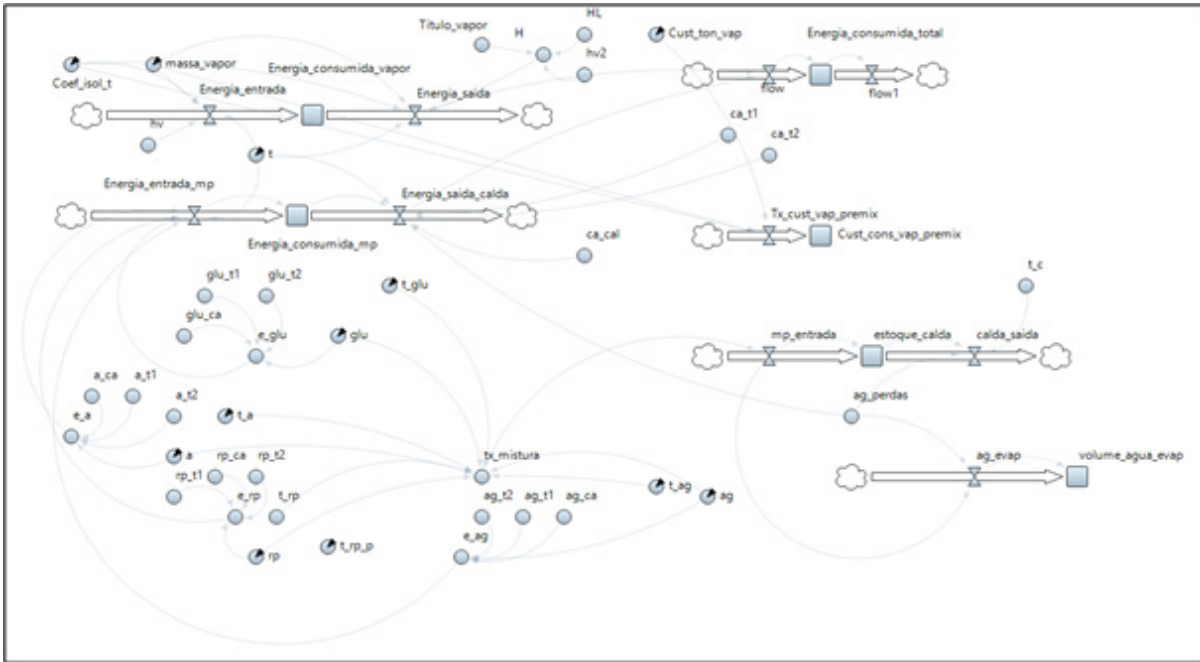 HL
Titulo_vapor
H
Cust_ton_vap
Energia_consumida_total
hv2
Coef_isol_t
massa_vapor
Energia_consumida_vapor
Energia_entrada
Energia_saida
flow
flow1
hv
t
ca_t1
ca_t2
Energia_entrada_mp
Energia_saida_calda
Energia_consumida_mp
Tx_cust_vap_premix
Cust_cons_vap_premix
ca_cal
t_c
glu_t1
glu_t2
t_glu
glu_ca
e_glu
glu
mp_entrada
estoque_calda
calda_saida
a_ca
a_t1
a_t2
t_a
e_a
ag_perdas
a
rp_ca
rp_t2
rp_t1
e_rp
t_rp
tx_mistura
ag_evap
volume_agua_evap
t_ag
ag
ag_t2
ag_t1
ag_ca
e_ag
rp
t_rp_p